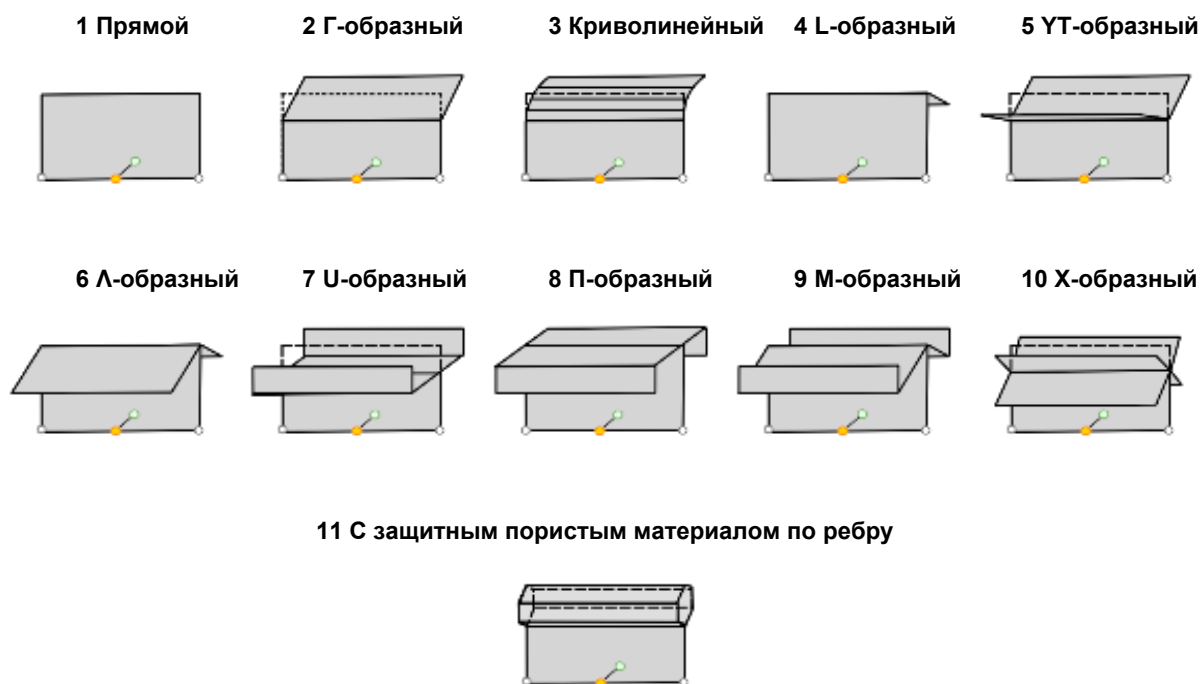 1 Прямой 2 Г-образный 3 Криволинейный 4 L-образный 5 YT-образный
6 Λ-образный 7 U-образный 8 П-образный 9 М-образный 10 Х-образный
11 С защитным пористым материалом по ребру